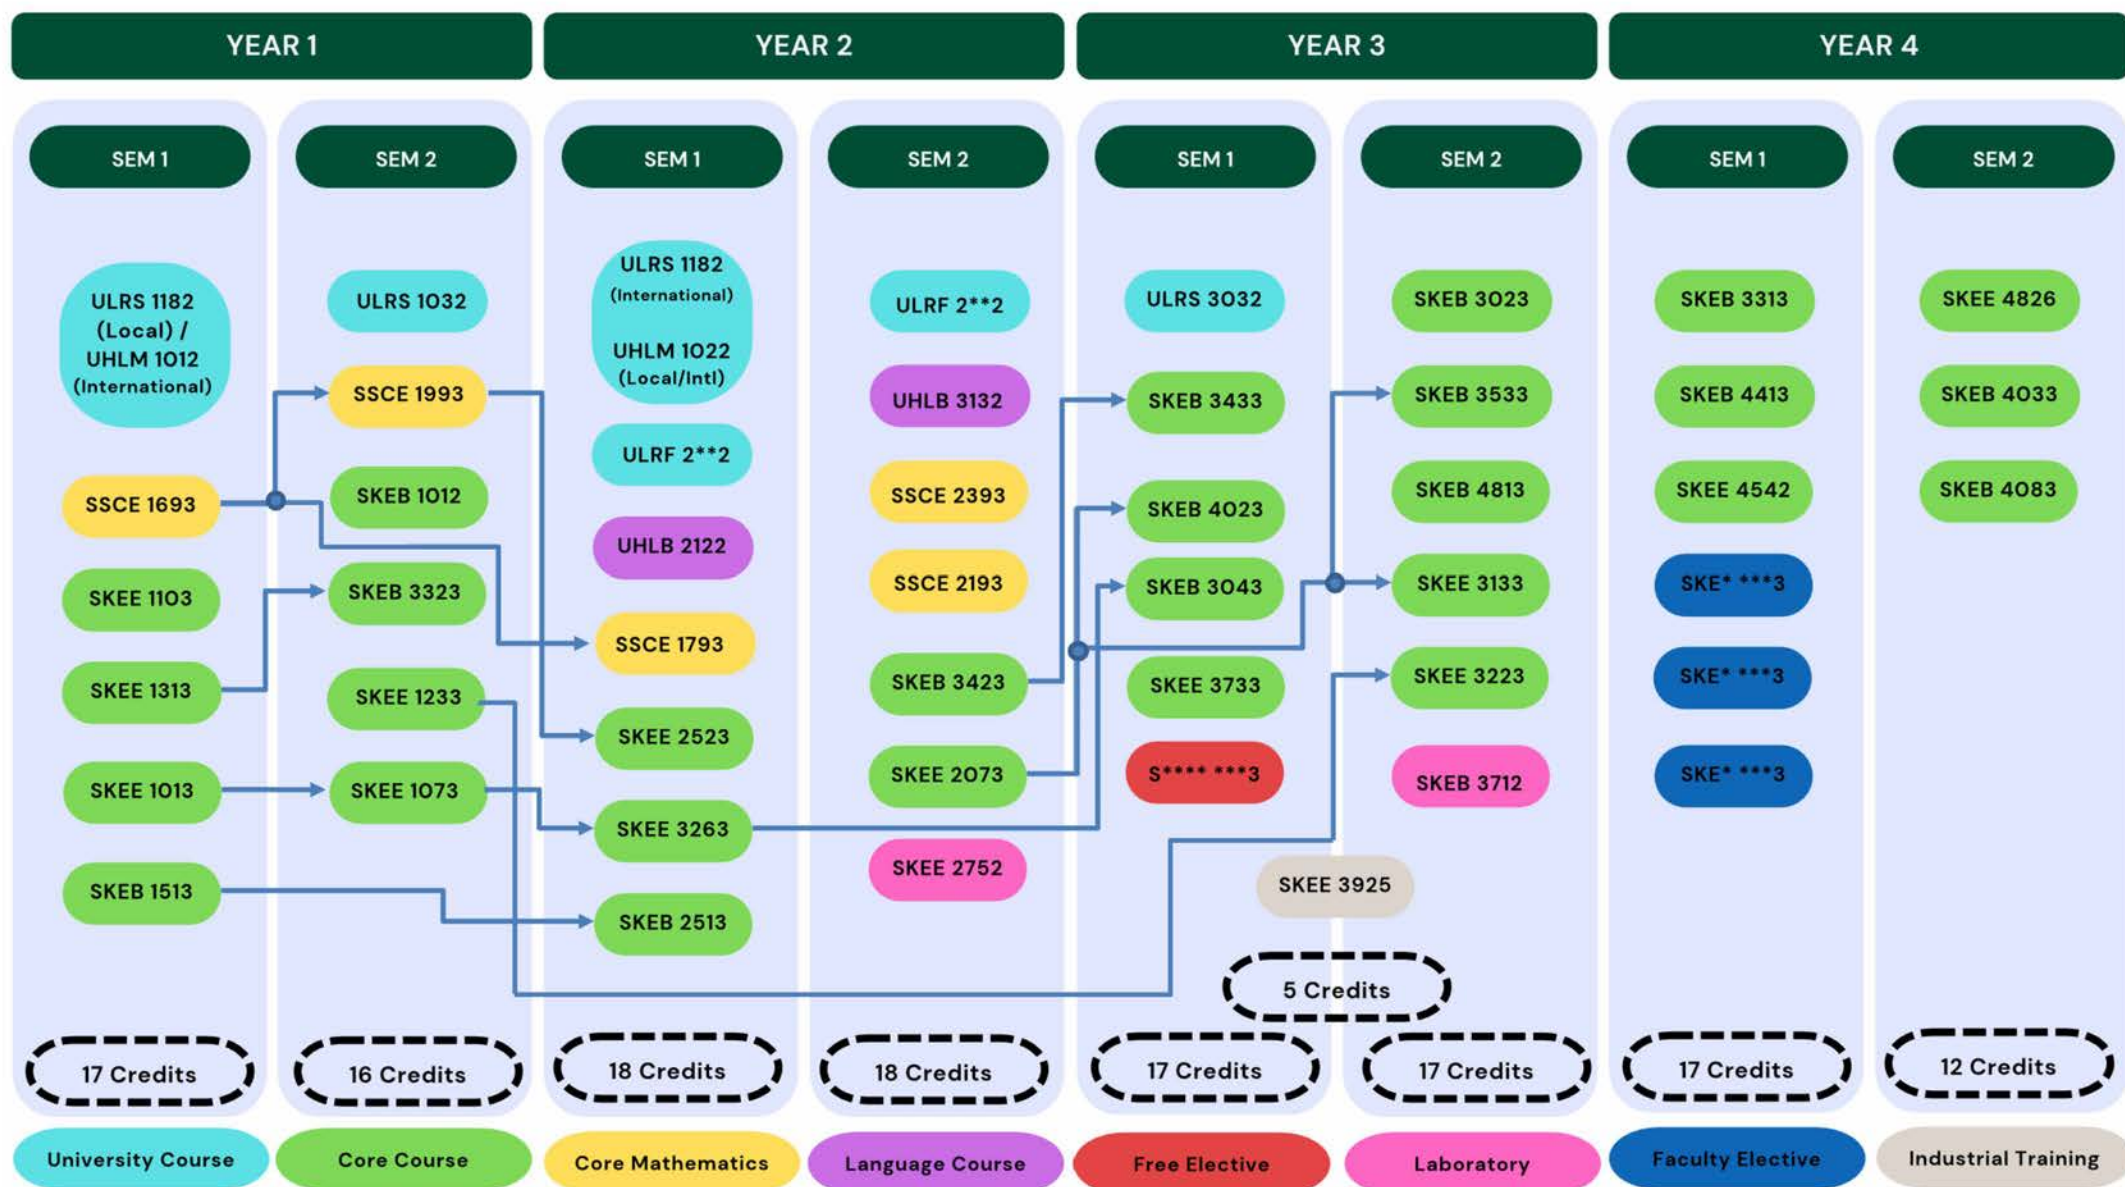 YEAR 1
YEAR 2
YEAR 3
YEAR 4
SEM 1
SEM 2
SEM 1
SEM 2
SEM 1
SEM 2
SEM 1
SEM 2
ULRS 1182
(Local) /
UHLM 1012
(International)
SSCE 1693
SKEE 1103
SKEE 1313
SKEE 1013
SKEB 1513
17 Credits
ULRS 1032
SSCE 1993
SKEB 1012
SKEB 3323
SKEE 1233
SKEE 1073
16 Credits
ULRS 1182
(International)
UHLM 1022
(Local/Intl)
ULRF 2**2
UHLB 2122
SSCE 1793
SKEE 2523
SKEE 3263
SKEB 2513
18 Credits
ULRF 2**2
UHLB 3132
SSCE 2393
SSCE 2193
SKEB 3423
SKEE 2073
SKEE 2752
18 Credits
ULRS 3032
SKEB 3433
SKEB 4023
SKEB 3043
SKEE 3733
S**** ***3
17 Credits
SKEB 3023
SKEB 3533
SKEB 4813
SKEE 3133
SKEE 3223
SKEB 3712
17 Credits
SKEE 3925
5 Credits
SKEB 3313
SKEB 4413
SKEE 4542
SKE* ***3
SKE* ***3
SKE* ***3
17 Credits
SKEE 4826
SKEB 4033
SKEB 4083
12 Credits
University Course
Core Course
Core Mathematics
Language Course
Free Elective
Laboratory
Faculty Elective
Industrial Training